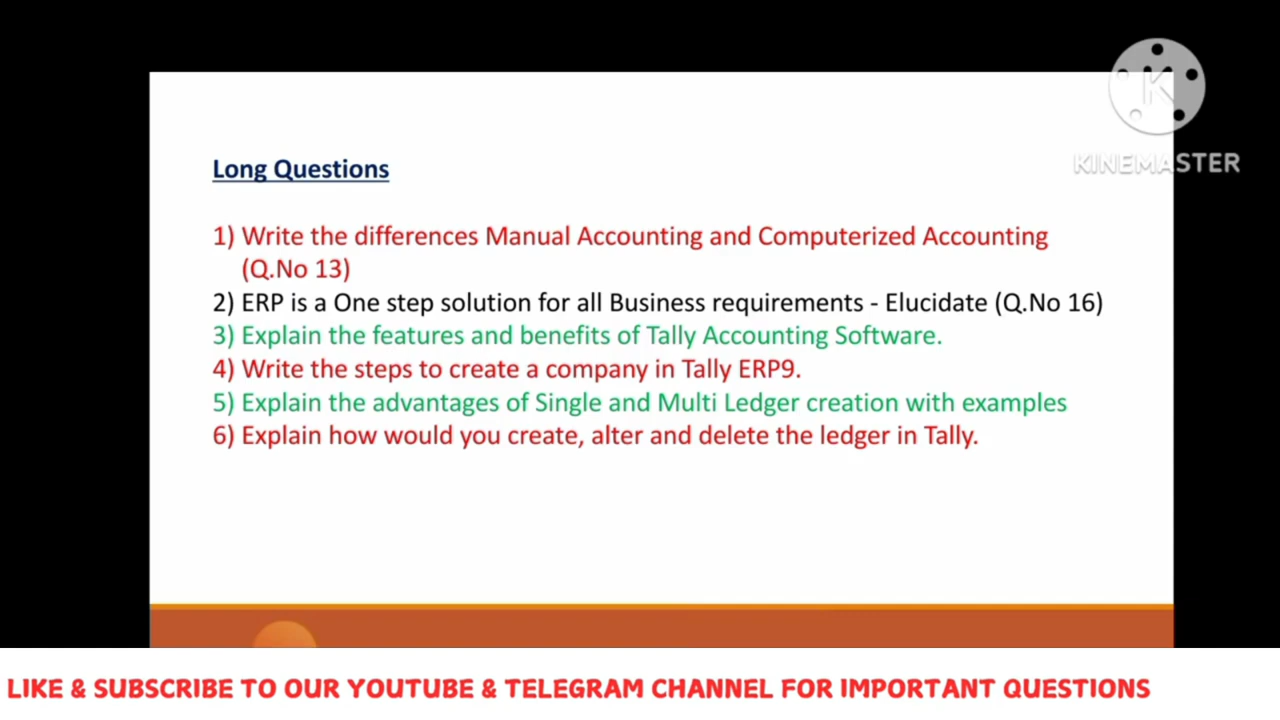 KINEMASTER
Long Questions
1) Write the differences Manual Accounting and Computerized Accounting
(Q.No 13)
2) ERP is a One step solution for all Business requirements - Elucidate (Q.No 16)
3) Explain the features and benefits of Tally Accounting Software.
4) Write the steps to create a company in Tally ERP9.
5) Explain the advantages of Single and Multi Ledger creation with examples
6) Explain how would you create, alter and delete the ledger in Tally.
LIKE & SUBSCRIBE TO OUR YOUTUBE & TELEGRAM CHANNEL FOR IMPORTANT QUESTIONS